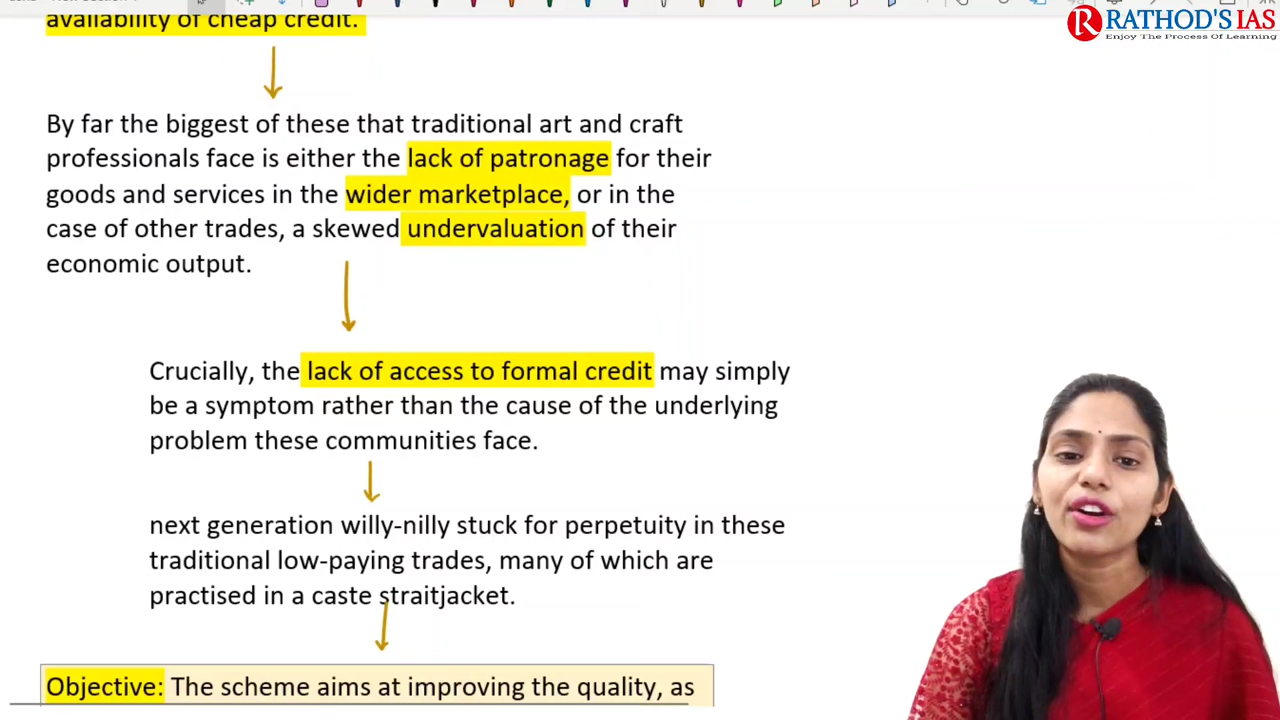 availability of cheap credit.
RATHOD'S IAS
Enjoy The Process Of Learning
By far the biggest of these that traditional art and craft
professionals face is either the lack of patronage for their
goods and services in the wider marketplace, or in the
case of other trades, a skewed undervaluation of their
economic output.
Crucially, the lack of access to formal credit may simply
be a symptom rather than the cause of the underlying
problem these communities face.
next generation willy-nilly stuck for perpetuity in these
traditional low-paying trades, many of which are
practised in a caste straitjacket.
Objective: The scheme aims at improving the quality, as